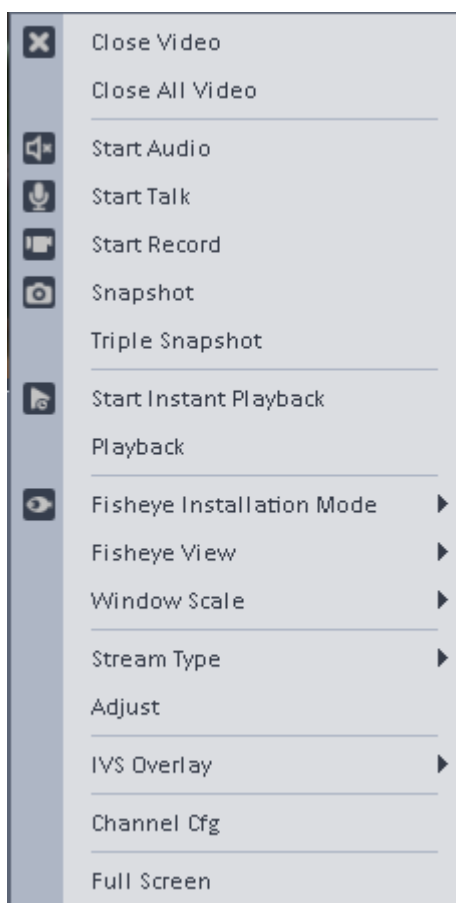 Close Video
Close All Video
Start Audio
Start Talk
Start Record
Snapshot
Triple Snapshot
Start Instant Playback
Playback
Fisheye Installation Mode
Fisheye View
Window Scale
Stream Type
Adjust
IVS Overlay
Channel Cfg
Full Screen